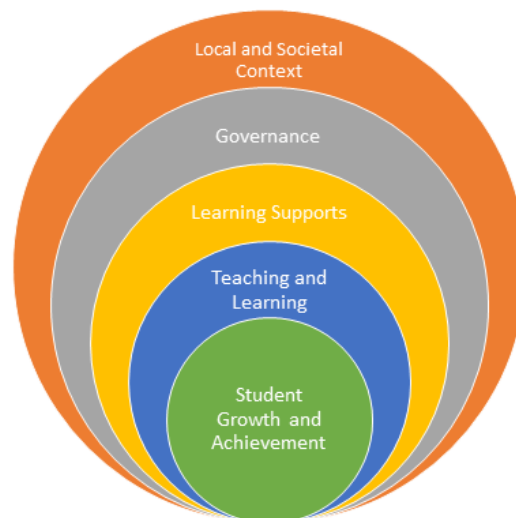 Local and Societal
Context
Governance
Learning Supports
Teaching and
Learning
Student
Growth and
Achievement